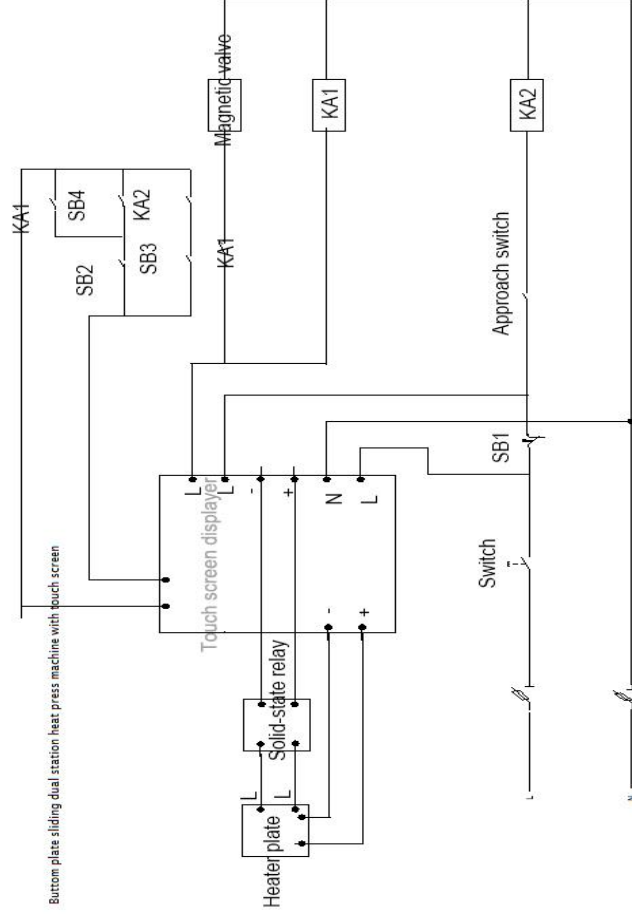 Buttom plate sliding dual station heat press machine with touch screen
KA1
SB4
KA2
SB2
SB3
KA1
Magnetic valve
KA1
KA2
Approach switch
SB1
Switch
Touch screen displayer
L
L
-
+
N
L
-
+
Solid-state relay
L
L
Heater plate
L
N